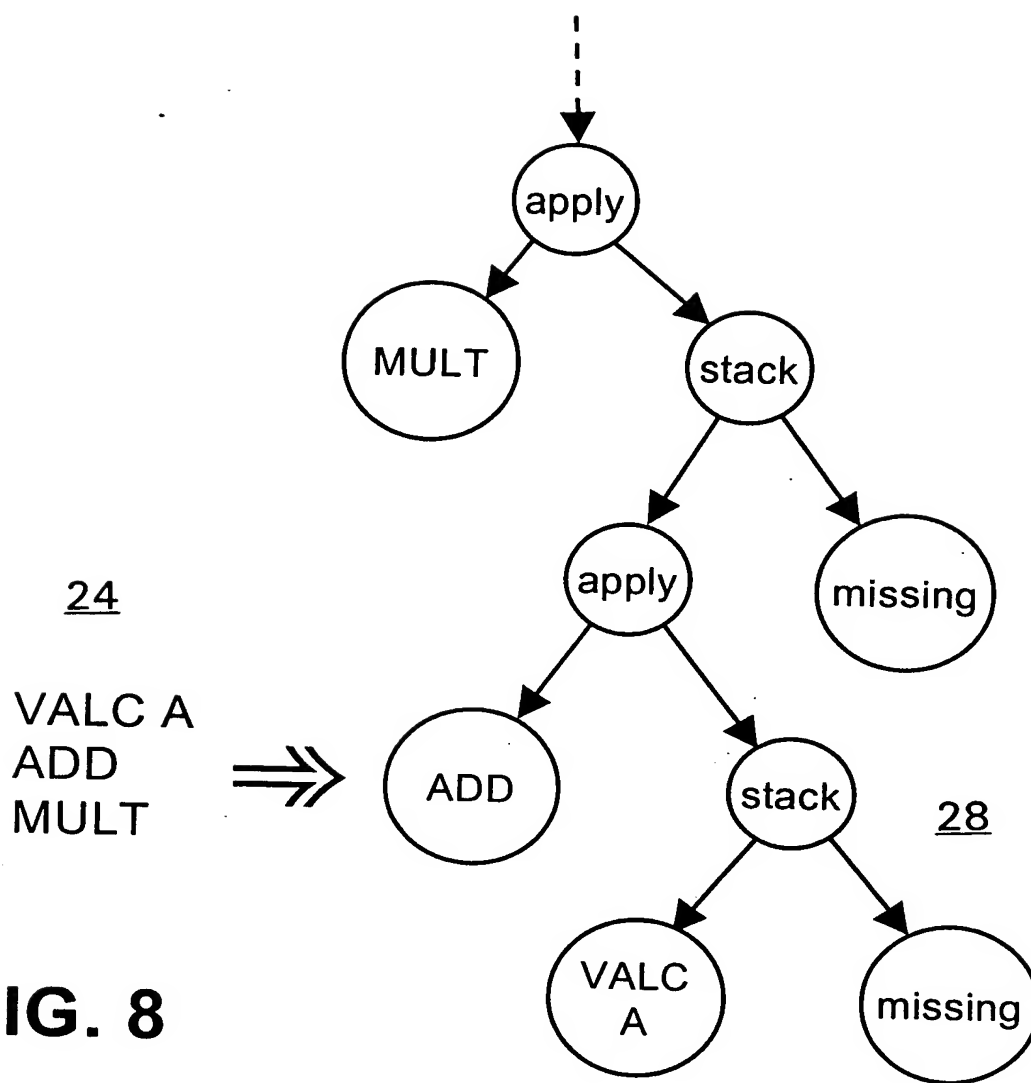 apply
MULT
stack
apply
missing
24
VALC A
ADD
MULT
ADD
stack
28
VALC
A
missing
IG. 8